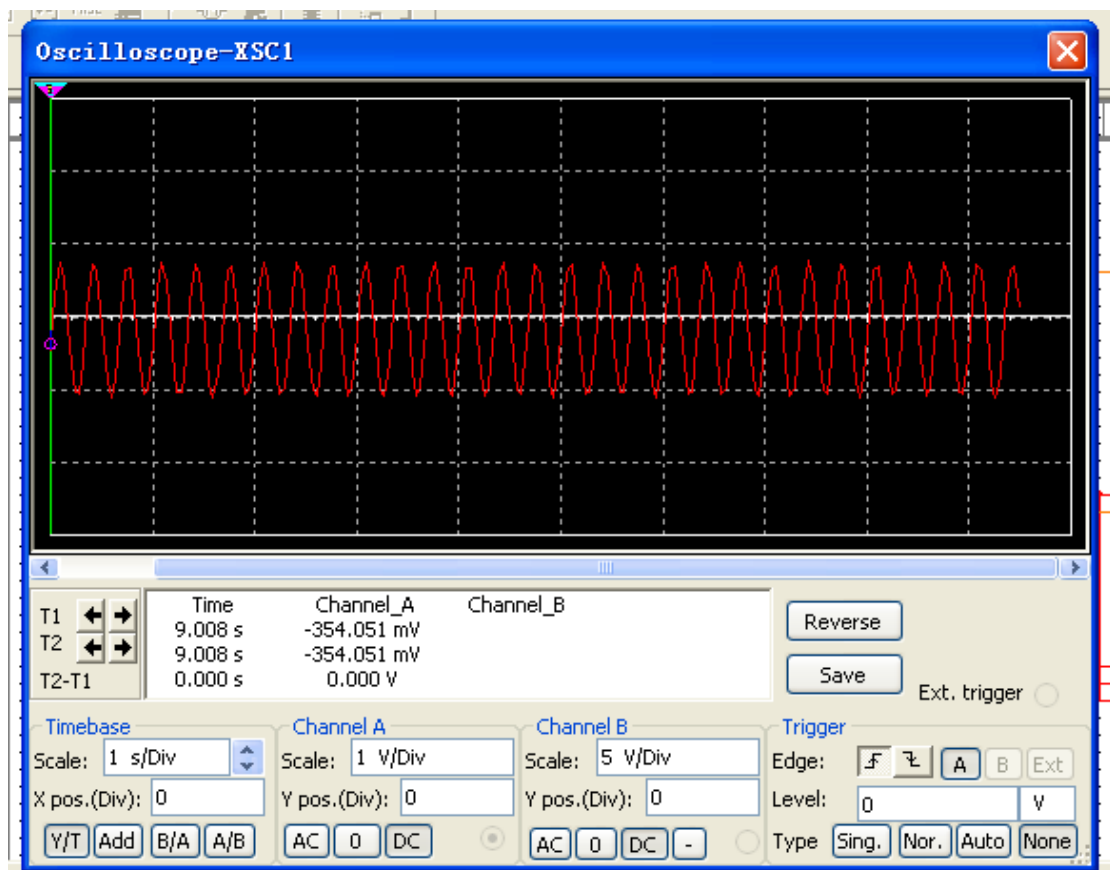 Oscilloscope-XSC1
T1
T2
T2-T1
Time Channel_A Channel_B
9.008 s -354.051 mV
9.008 s -354.051 mV
0.000 s 0.000 V
Reverse
Save
Ext. trigger
Timebase
Scale: 1 s/Div
X pos.(Div): 0
Y/T Add B/A A/B
Channel A
Scale: 1 V/Div
Y pos.(Div): 0
AC 0 DC
Channel B
Scale: 5 V/Div
Y pos.(Div): 0
AC 0 DC -
Trigger
Edge: A B Ext
Level: 0 V
Type Sing. Nor. Auto None